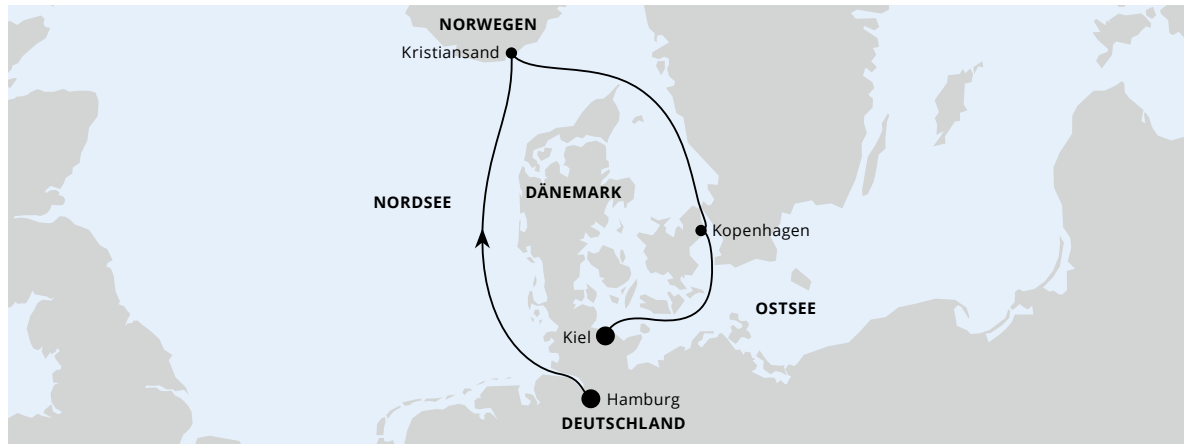 NORWEGEN
Kristiansand
DÄNEMARK
NORDSEE
Kopenhagen
OSTSEE
Kiel
Hamburg
DEUTSCHLAND